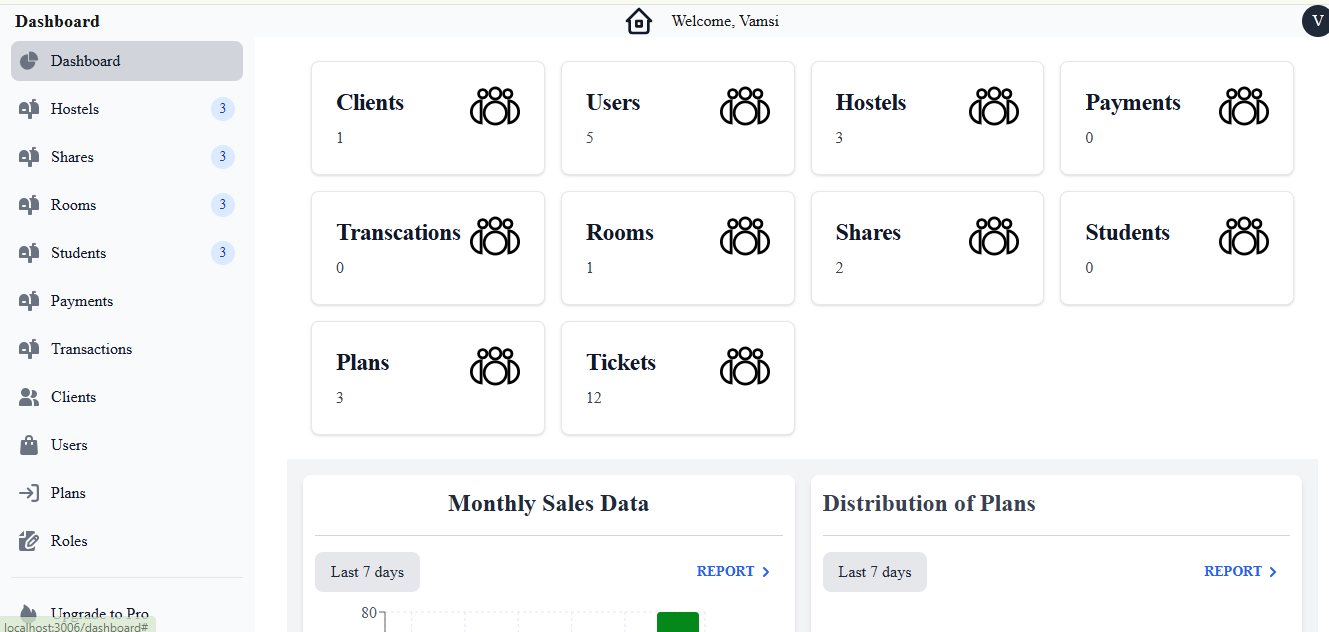 Dashboard
Welcome, Vamsi
V
Dashboard
Hostels 3
Shares 3
Rooms 3
Students 3
Payments
Transactions
Clients
Users
Plans
Roles
Upgrade to Pro
localhost:3006/dashboard#
Clients
1
Users
5
Hostels
3
Payments
0
Transcations
0
Rooms
1
Shares
2
Students
0
Plans
3
Tickets
12
Monthly Sales Data
Last 7 days
REPORT
80
Distribution of Plans
Last 7 days
REPORT